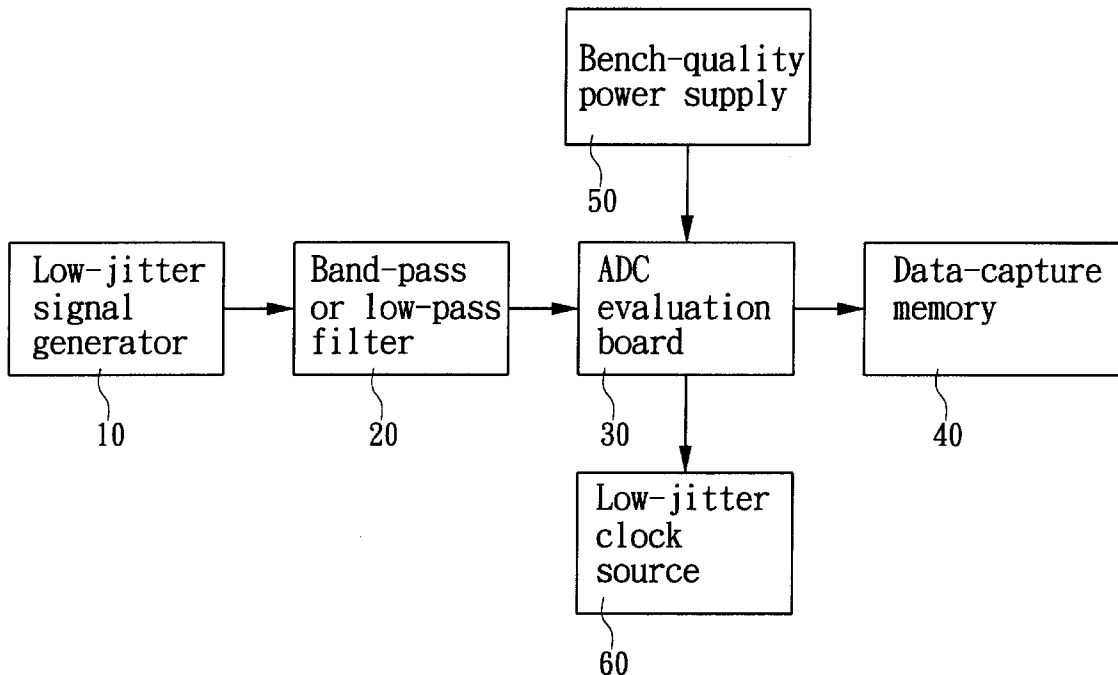 Bench-quality
power supply
50
Low-jitter
signal
generator
10
Band-pass
or low-pass
filter
20
ADC
evaluation
board
30
Data-capture
memory
40
Low-jitter
clock
source
60